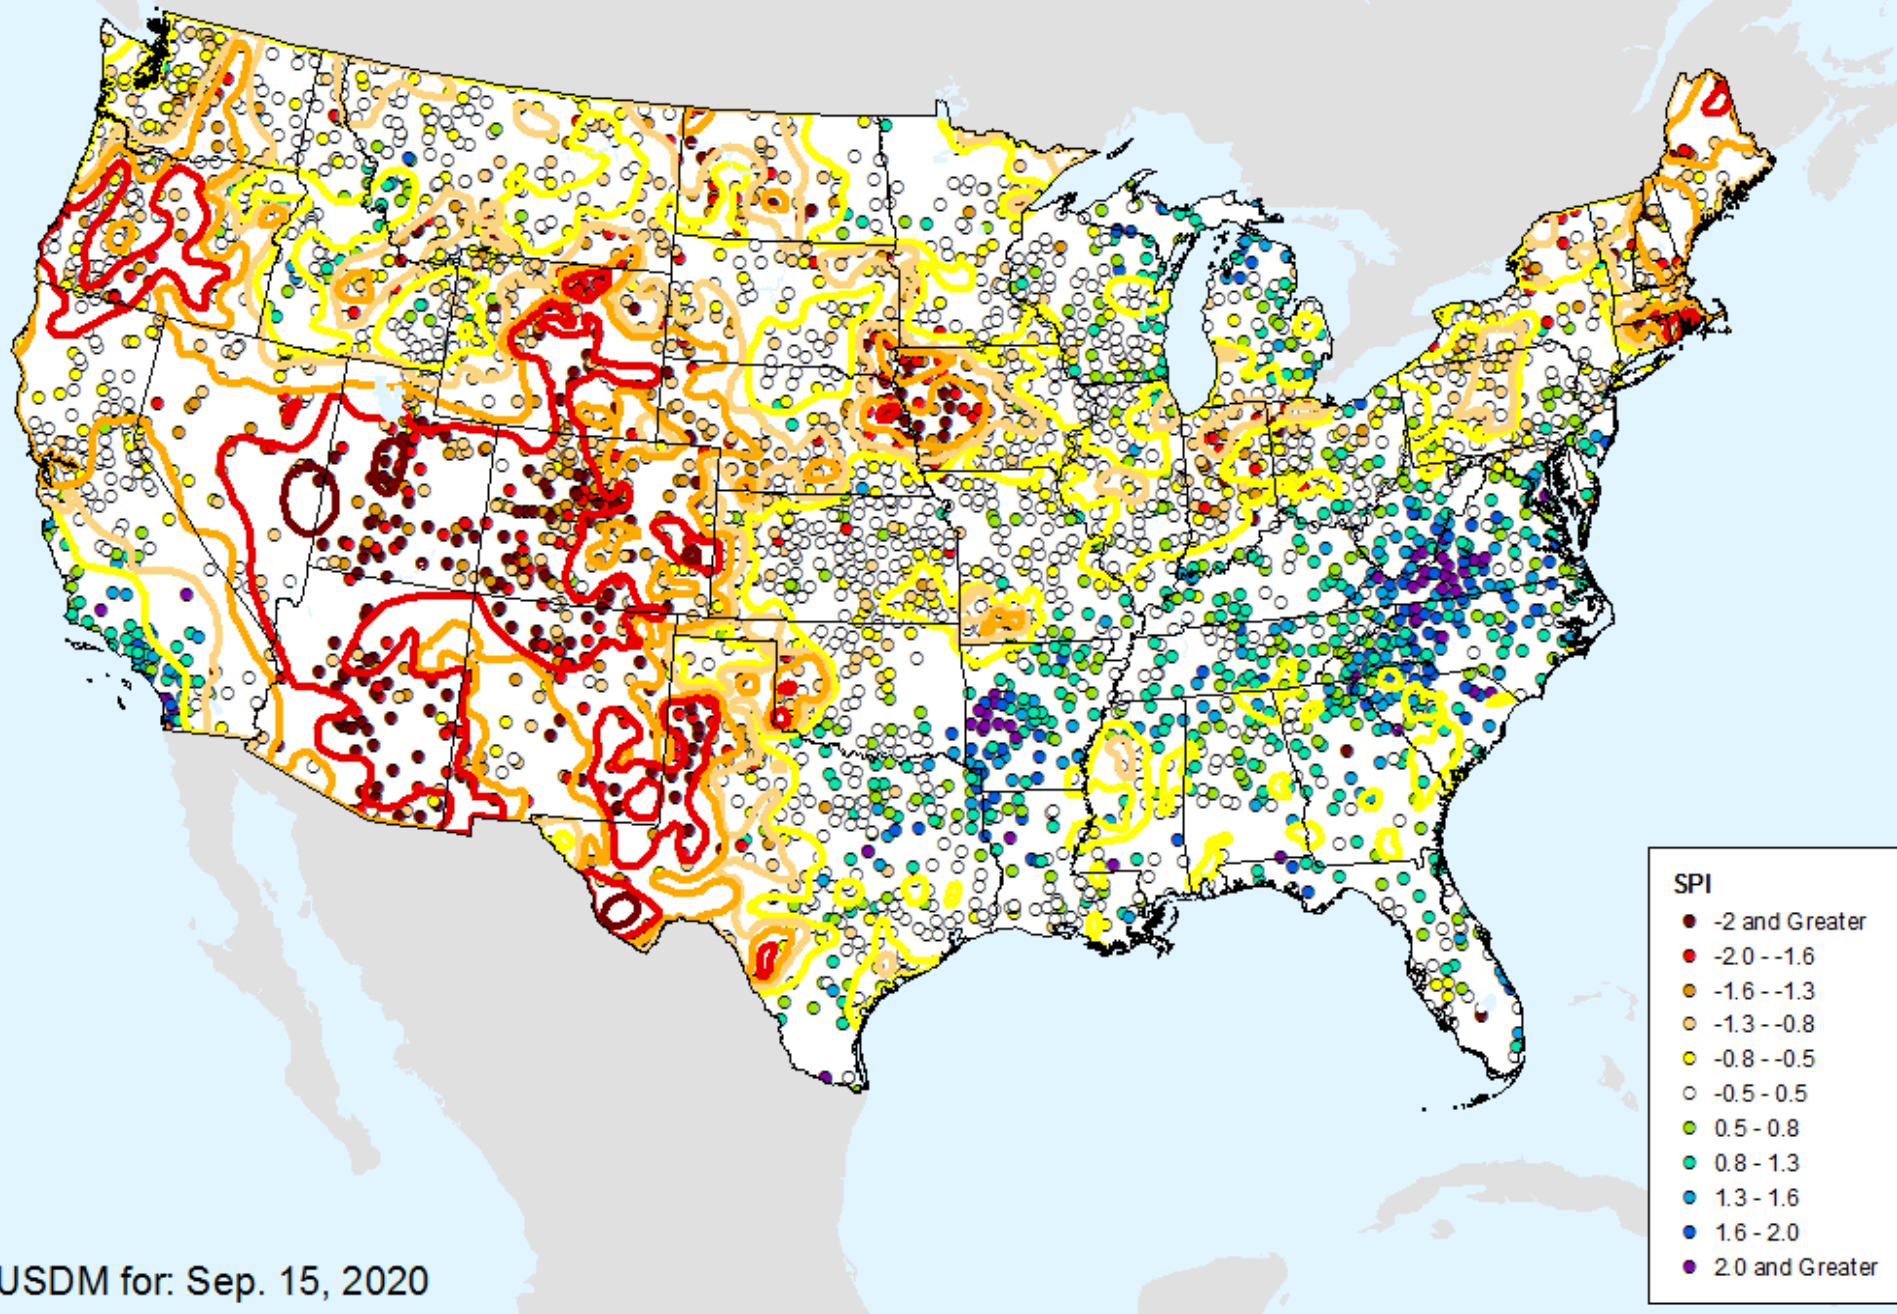 SPI
-2 and Greater
-2.0 - -1.6
-1.6 - -1.3
-1.3 - -0.8
-0.8 - -0.5
-0.5 - 0.5
0.5 - 0.8
0.8 - 1.3
1.3 - 1.6
1.6 - 2.0
2.0 and Greater
USDM for: Sep. 15, 2020